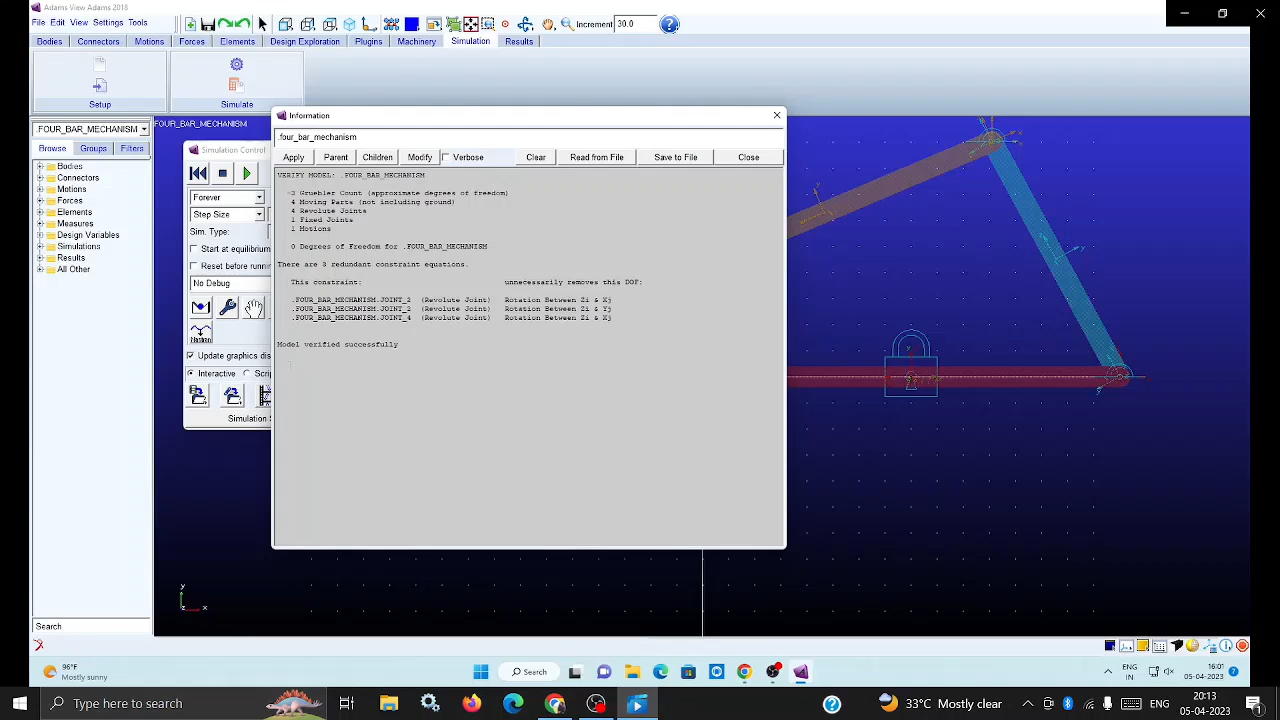 Adams View Adams 2018
File Edit View Settings Tools
Increment 30.0
Bodies Connectors Motions Forces Elements Design Exploration Plugins Machinery Simulation Results
Setup Simulate
.FOUR_BAR_MECHANISM
Browse Groups Filters
Bodies
Connectors
Motions
Forces
Elements
Measures
Design Variables
Simulations
Results
All Other
Search
FOUR_BAR_MECHANISM
Simulation Control
Forever
Step Size
Sim. Type:
Start at equilibrium
Reset before runnin
No Debug
Update graphics dis
Interactive Scrip
Simulation S
Information
.four_bar_mechanism
Apply Parent Children Modify Verbose Clear Read from File Save to File Close
VERIFY MODEL: .FOUR_BAR_MECHANISM
-3 Gruebler Count (approximate degrees of freedom)
4 Moving Parts (not including ground)
4 Revolute Joints
1 Fixed Joints
1 Motions
0 Degrees of Freedom for .FOUR_BAR_MECHANISM
There are 3 redundant constraint equations.
This constraint: unnecessarily removes this DOF:
.FOUR_BAR_MECHANISM.JOINT_2 (Revolute Joint) Rotation Between Zi & Xj
.FOUR_BAR_MECHANISM.JOINT_2 (Revolute Joint) Rotation Between Zi & Yj
.FOUR_BAR_MECHANISM.JOINT_4 (Revolute Joint) Rotation Between Zi & Xj
Model verified successfully
96°F
Mostly sunny
Search
ENG
IN
16:01
05-04-2023
Type here to search
33°C Mostly clear
ENG
20:13
05-04-2023